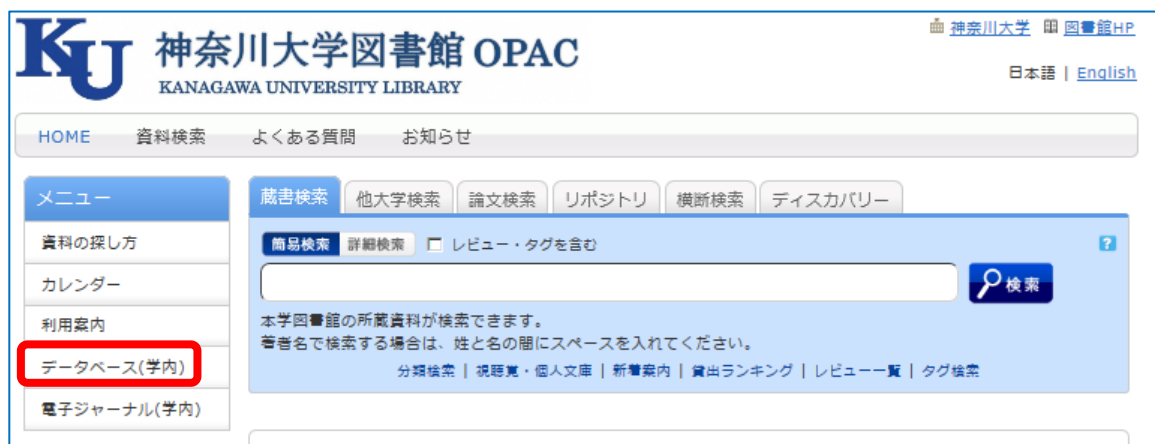 KU 神奈川大学図書館 OPAC
KANAGAWA UNIVERSITY LIBRARY
神奈川大学 図書館HP
日本語 | English
HOME 資料検索 よくある質問 お知らせ
メニュー
資料の探し方
カレンダー
利用案内
データベース(学内)
電子ジャーナル(学内)
蔵書検索 他大学検索 論文検索 リポジトリ 横断検索 ディスカバリー
簡易検索 詳細検索 レビュー・タグを含む ?
検索
本学図書館の所蔵資料が検索できます。
著者名で検索する場合は、姓と名の間にスペースを入れてください。
分類検索 | 視聴覚・個人文庫 | 新着案内 | 貸出ランキング | レビュー一覧 | タグ検索